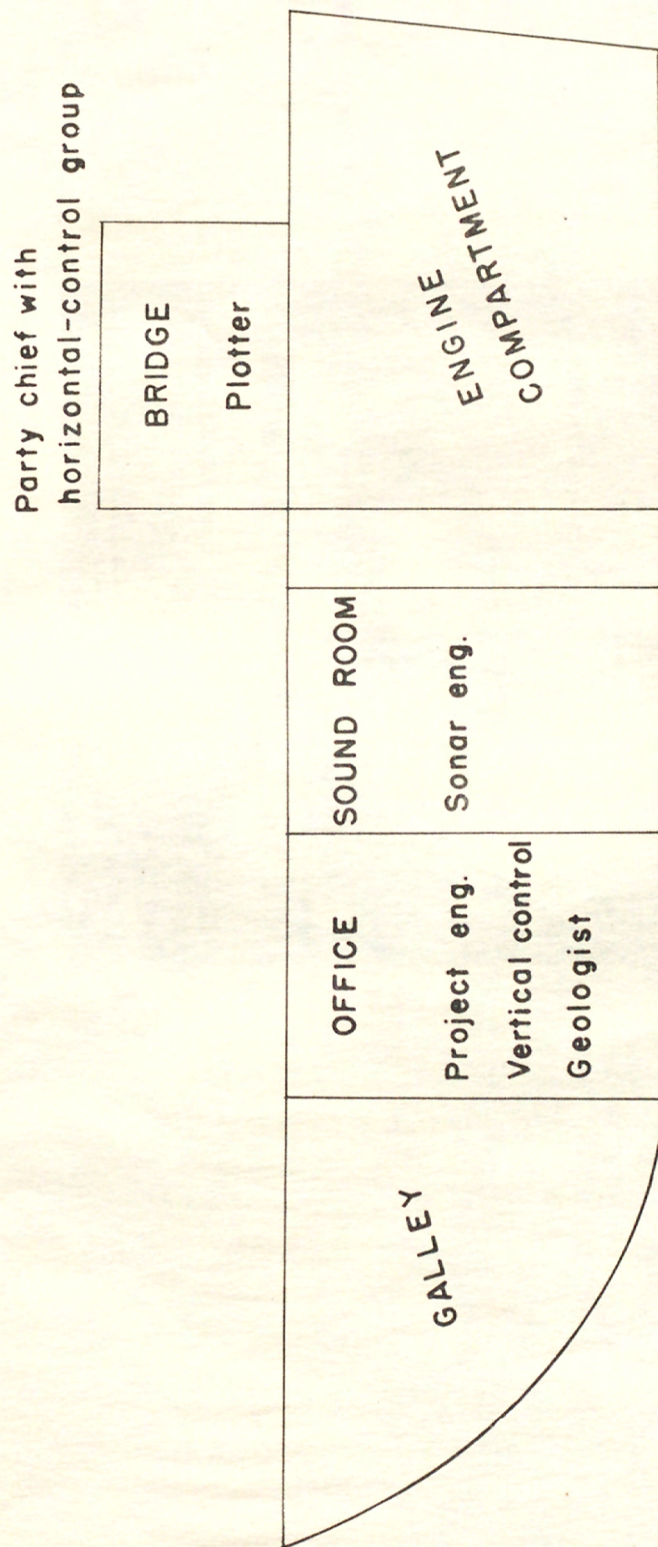 Party chief with
horizontal-control group
BRIDGE
Plotter
GALLEY
OFFICE
Project eng.
Vertical control
Geologist
SOUND ROOM
Sonar eng.
ENGINE
COMPARTMENT